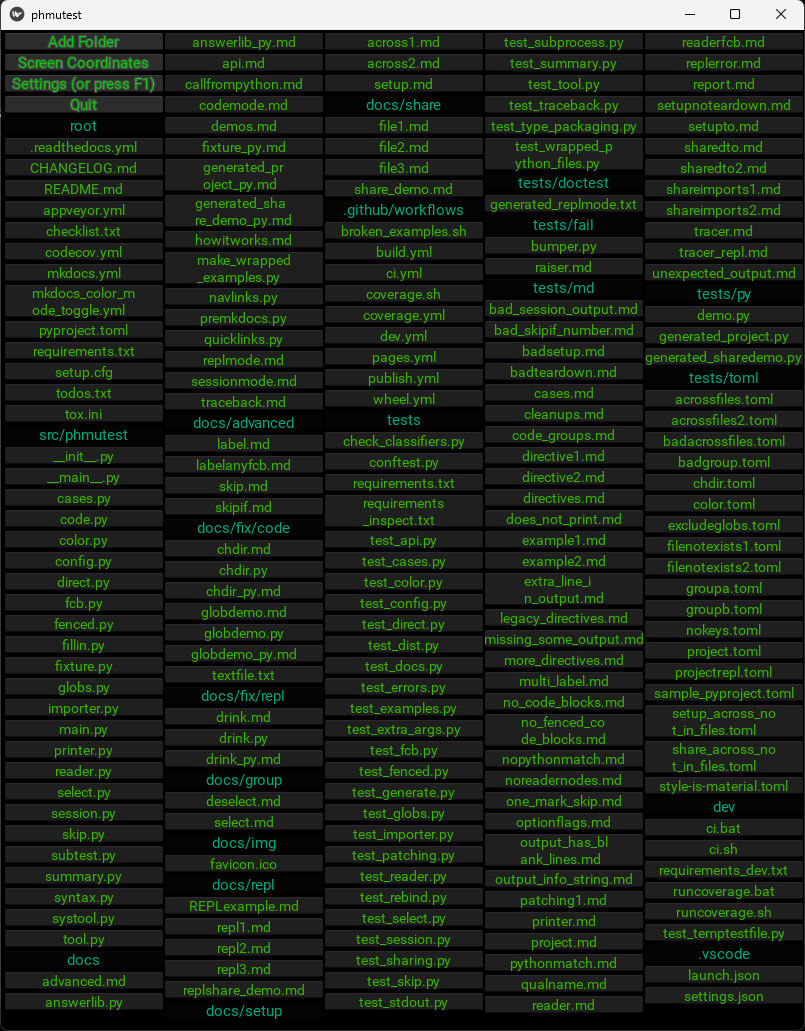 phmutest
Add Folder
Screen Coordinates
Settings (or press F1)
Quit
root
.readthedocs.yml
CHANGELOG.md
README.md
appveyor.yml
checklist.txt
codecov.yml
mkdocs.yml
mkdocs_color_m
ode_toggle.yml
pyproject.toml
requirements.txt
setup.cfg
todos.txt
tox.ini
src/phmutest
__init__.py
__main__.py
cases.py
code.py
color.py
config.py
direct.py
fcb.py
fenced.py
fillin.py
fixture.py
globs.py
importer.py
main.py
printer.py
reader.py
select.py
session.py
skip.py
subtest.py
summary.py
syntax.py
systool.py
tool.py
docs
advanced.md
answerlib.py
answerlib_py.md
api.md
callfrompython.md
codemode.md
demos.md
fixture_py.md
generated_pr
oject_py.md
generated_sha
re_demo_py.md
howitworks.md
make_wrapped
_examples.py
navlinks.py
premkdocs.py
quicklinks.py
replmode.md
sessionmode.md
traceback.md
docs/advanced
label.md
labelanyfcb.md
skip.md
skipif.md
docs/fix/code
chdir.md
chdir.py
chdir_py.md
globdemo.md
globdemo.py
globdemo_py.md
textfile.txt
docs/fix/repl
drink.md
drink.py
drink_py.md
docs/group
deselect.md
select.md
docs/img
favicon.ico
docs/repl
REPLexample.md
repl1.md
repl2.md
repl3.md
replshare_demo.md
docs/setup
across1.md
across2.md
setup.md
docs/share
file1.md
file2.md
file3.md
share_demo.md
.github/workflows
broken_examples.sh
build.yml
ci.yml
coverage.sh
coverage.yml
dev.yml
pages.yml
publish.yml
wheel.yml
tests
check_classifiers.py
conftest.py
requirements.txt
requirements
_inspect.txt
test_api.py
test_cases.py
test_color.py
test_config.py
test_direct.py
test_dist.py
test_docs.py
test_errors.py
test_examples.py
test_extra_args.py
test_fcb.py
test_fenced.py
test_generate.py
test_globs.py
test_importer.py
test_patching.py
test_reader.py
test_rebind.py
test_select.py
test_session.py
test_sharing.py
test_skip.py
test_stdout.py
test_subprocess.py
test_summary.py
test_tool.py
test_traceback.py
test_type_packaging.py
test_wrapped_p
ython_files.py
tests/doctest
generated_replmode.txt
tests/fail
bumper.py
raiser.md
tests/md
bad_session_output.md
bad_skipif_number.md
badsetup.md
badteardown.md
cases.md
cleanups.md
code_groups.md
directive1.md
directive2.md
directives.md
does_not_print.md
example1.md
example2.md
extra_line_i
n_output.md
legacy_directives.md
missing_some_output.md
more_directives.md
multi_label.md
no_code_blocks.md
no_fenced_co
de_blocks.md
nopythonmatch.md
noreadernodes.md
one_mark_skip.md
optionflags.md
output_has_bl
ank_lines.md
output_info_string.md
patching1.md
printer.md
project.md
pythonmatch.md
qualname.md
reader.md
readerfcb.md
replerror.md
report.md
setupnoteardown.md
setupto.md
sharedto.md
sharedto2.md
shareimports1.md
shareimports2.md
tracer.md
tracer_repl.md
unexpected_output.md
tests/py
demo.py
generated_project.py
generated_sharedemo.py
tests/toml
acrossfiles.toml
acrossfiles2.toml
badacrossfiles.toml
badgroup.toml
chdir.toml
color.toml
excludeglobs.toml
filenotexists1.toml
filenotexists2.toml
groupa.toml
groupb.toml
nokeys.toml
project.toml
projectrepl.toml
sample_pyproject.toml
setup_across_no
t_in_files.toml
share_across_no
t_in_files.toml
style-is-material.toml
dev
ci.bat
ci.sh
requirements_dev.txt
runcoverage.bat
runcoverage.sh
test_temptestfile.py
.vscode
launch.json
settings.json